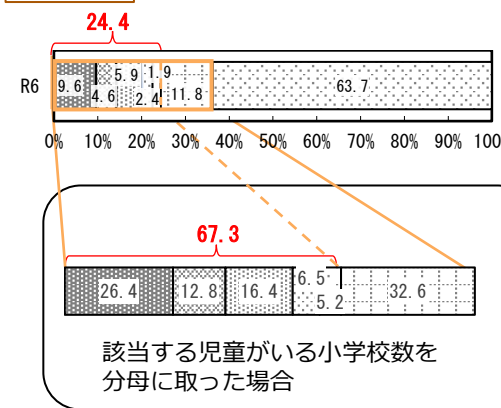 24.4
R6 9.6 4.6 5.9 2.4 1.9 11.8 63.7
0% 10% 20% 30% 40% 50% 60% 70% 80% 90% 100
67.3
26.4 12.8 16.4 6.5 5.2 32.6
該当する児童がいる小学校数を
分母に取った場合